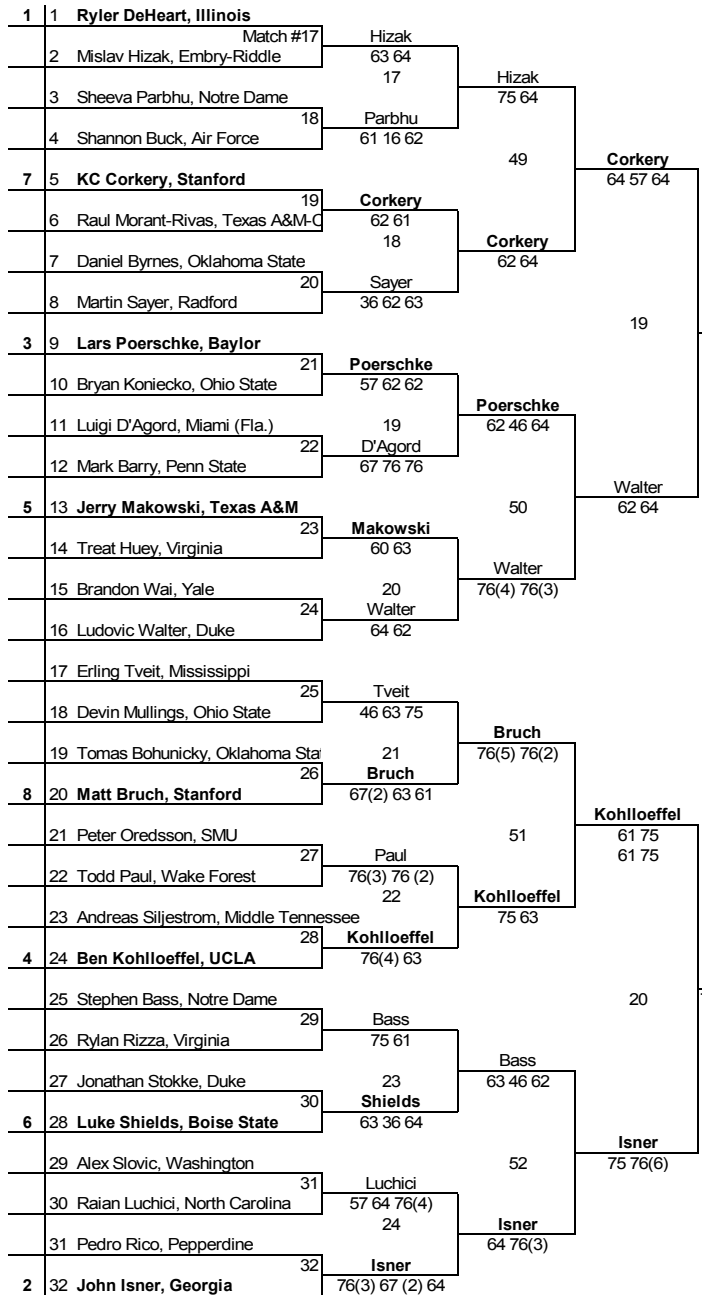 1 1 Ryler DeHeart, Illinois
Match #17 Hizak
2 Mislav Hizak, Embry-Riddle 63 64
17 Hizak
3 Sheeva Parbhu, Notre Dame 75 64
18 Parbhu
4 Shannon Buck, Air Force 61 16 62
49 Corkery
7 5 KC Corkery, Stanford 64 57 64
19 Corkery
6 Raul Morant-Rivas, Texas A&M-C 62 61
18 Corkery
7 Daniel Byrnes, Oklahoma State 62 64
20 Sayer
8 Martin Sayer, Radford 36 62 63
19
3 9 Lars Poerschke, Baylor
21 Poerschke
10 Bryan Koniecko, Ohio State 57 62 62
Poerschke
11 Luigi D'Agord, Miami (Fla.) 19 62 46 64
22 D'Agord
12 Mark Barry, Penn State 67 76 76
Walter
5 13 Jerry Makowski, Texas A&M 50 62 64
23 Makowski
14 Treat Huey, Virginia 60 63
Walter
15 Brandon Wai, Yale 20 76(4) 76(3)
24 Walter
16 Ludovic Walter, Duke 64 62
17 Erling Tveit, Mississippi
25 Tveit
18 Devin Mullings, Ohio State 46 63 75
Bruch
19 Tomas Bohunicky, Oklahoma Sta 21 76(5) 76(2)
26 Bruch
8 20 Matt Bruch, Stanford 67(2) 63 61
Kohlloeffel
21 Peter Oredsson, SMU 51 61 75
61 75
27 Paul
22 Todd Paul, Wake Forest 76(3) 76 (2)
22 Kohlloeffel
23 Andreas Siljestrom, Middle Tennessee 75 63
28 Kohlloeffel
4 24 Ben Kohlloeffel, UCLA 76(4) 63
25 Stephen Bass, Notre Dame 20
29 Bass
26 Rylan Rizza, Virginia 75 61
Bass
27 Jonathan Stokke, Duke 23 63 46 62
30 Shields
6 28 Luke Shields, Boise State 63 36 64
Isner
29 Alex Slovic, Washington 52 75 76(6)
31 Luchici
30 Raian Luchici, North Carolina 57 64 76(4)
24 Isner
31 Pedro Rico, Pepperdine 64 76(3)
32 Isner
2 32 John Isner, Georgia 76(3) 67 (2) 64